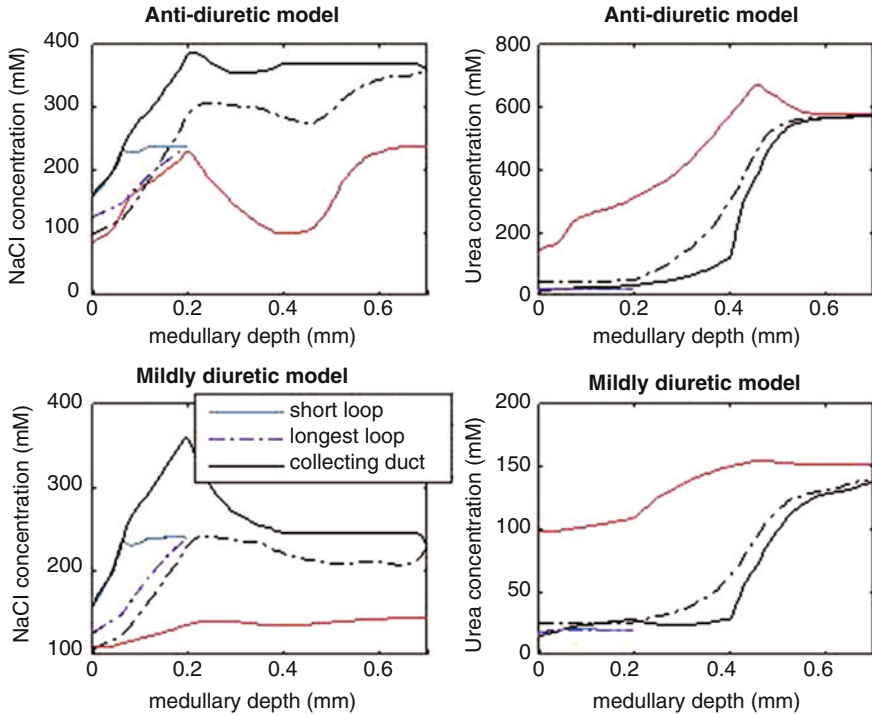 Anti-diuretic model
NaCl concentration (mM)
400
300
200
100
0
0 0.2 0.4 0.6
medullary depth (mm)
Anti-diuretic model
Urea concentration (mM)
800
600
400
200
0
0 0.2 0.4 0.6
medullary depth (mm)
Mildly diuretic model
NaCl concentration (mM)
400
300
200
100
0 0.2 0.4 0.6
medullary depth (mm)
short loop
longest loop
collecting duct
Mildly diuretic model
Urea concentration (mM)
200
150
100
50
0
0 0.2 0.4 0.6
medullary depth (mm)